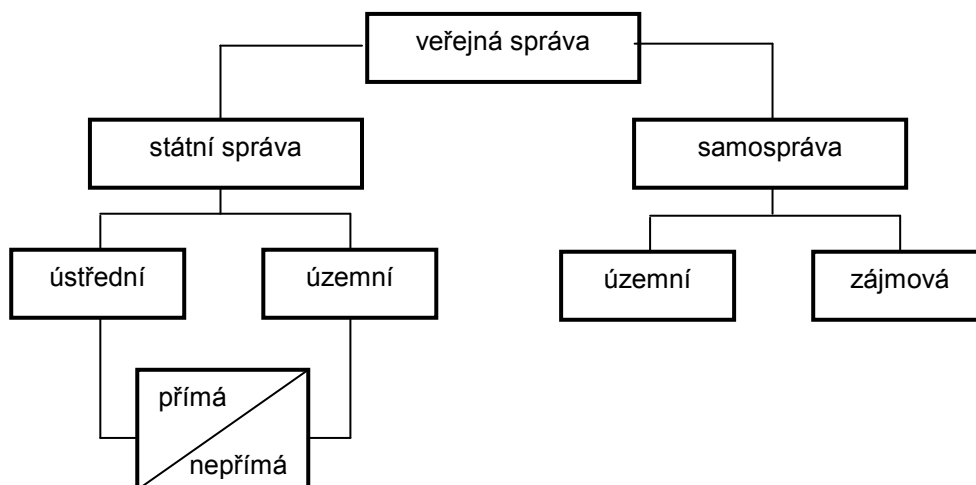 veřejná správa
státní správa
samospráva
ústřední
územní
územní
zájmová
přímá
nepřímá